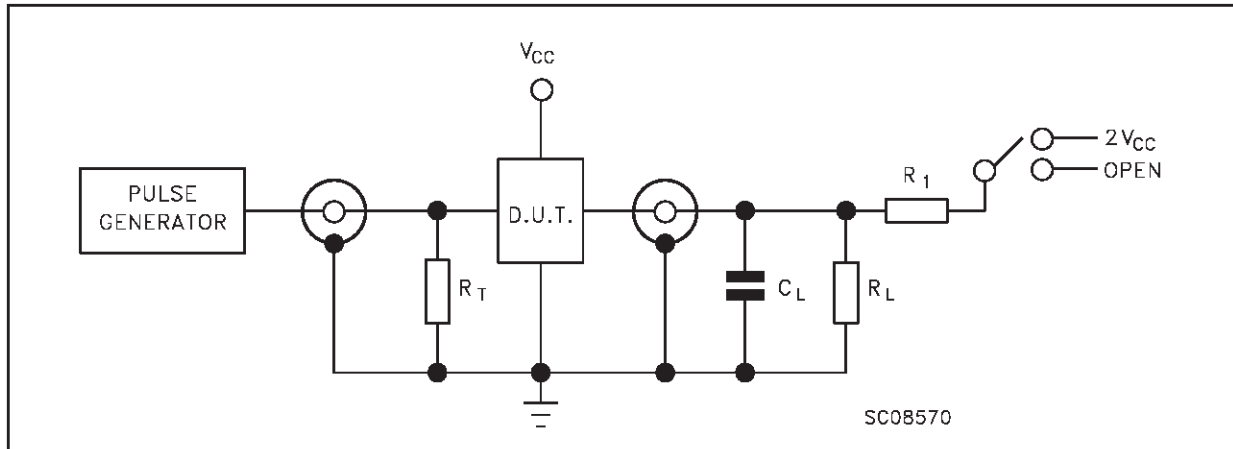 VCC
2VCC
OPEN
R1
PULSE
GENERATOR
D.U.T.
RT
CL
RL
SC08570